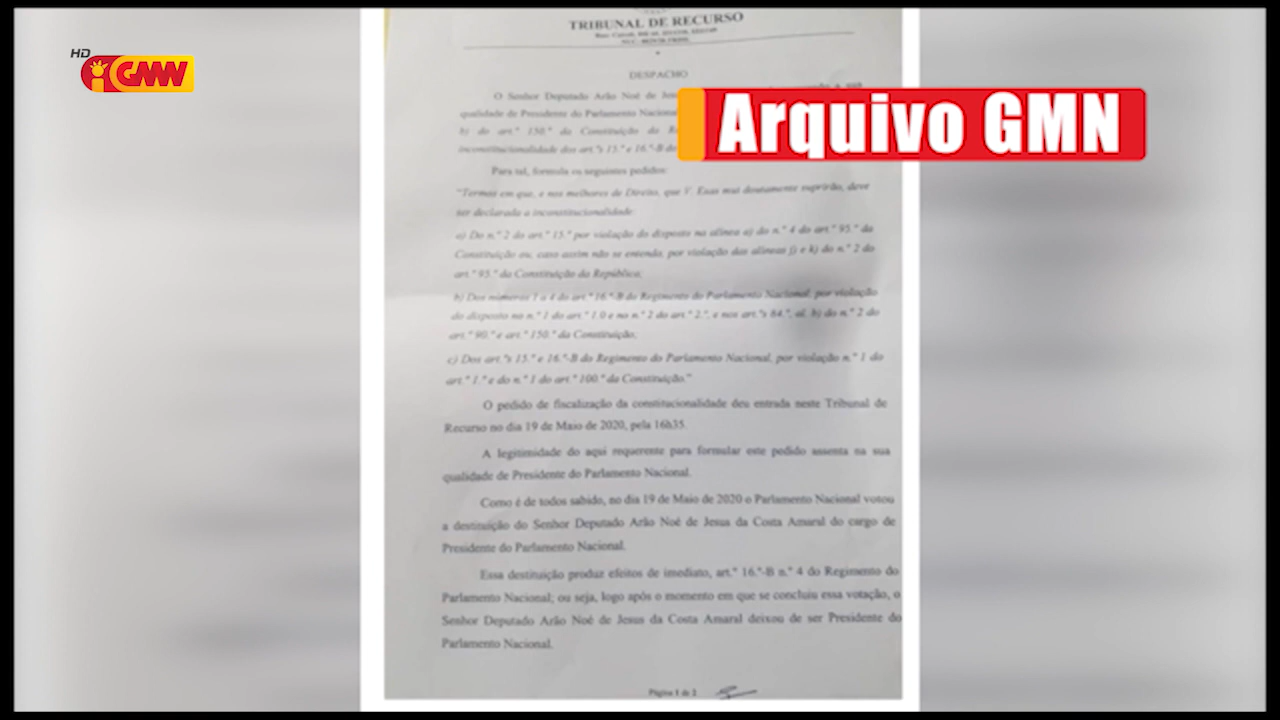 HD
GMN
Arquivo GMN
TRIBUNAL DE RECURSO
DESPACHO
O Senhor Deputado Arão Noé de
qualidade de Presidente do Parlamento Nacional
b) do art.º 150.º da Constituição da
inconstitucionalidade dos art.ºs 15.º e 16.º-B do
Para tal, formula os seguintes pedidos:
"Termos em que, e nos melhores de Direito, que V. Exas mui doutamente suprirão, deve
ser declarada a inconstitucionalidade:
a) Do n.º 2 do art.º 15.º por violação do disposto na alínea a) do n.º 4 do art.º 95.º da
Constituição ou, caso assim não se entenda, por violação das alíneas j) e k) do n.º 2 do
art.º 95.º da Constituição da República;
b) Dos números 1 a 4 do art.º 16.º-B do Regimento do Parlamento Nacional, por violação
do disposto no n.º 1 do art.º 1.0 e no n.º 2 do art.º 2.º, e nos art.ºs 84.º, al. b) do n.º 2 do
art.º 90.º e art.º 150.º da Constituição;
c) Dos art.ºs 15.º e 16.º-B do Regimento do Parlamento Nacional, por violação n.º 1 do
art.º 1.º e do n.º 1 do art.º 100.º da Constituição."
O pedido de fiscalização da constitucionalidade deu entrada neste Tribunal de
Recurso no dia 19 de Maio de 2020, pela 16h35.
A legitimidade do aqui requerente para formular este pedido assenta na sua
qualidade de Presidente do Parlamento Nacional.
Como é de todos sabido, no dia 19 de Maio de 2020 o Parlamento Nacional votou
a destituição do Senhor Deputado Arão Noé de Jesus da Costa Amaral do cargo de
Presidente do Parlamento Nacional.
Essa destituição produz efeitos de imediato, art.º 16.º-B n.º 4 do Regimento do
Parlamento Nacional; ou seja, logo após o momento em que se concluiu essa votação, o
Senhor Deputado Arão Noé de Jesus da Costa Amaral deixou de ser Presidente do
Parlamento Nacional.
Página 1 de 2